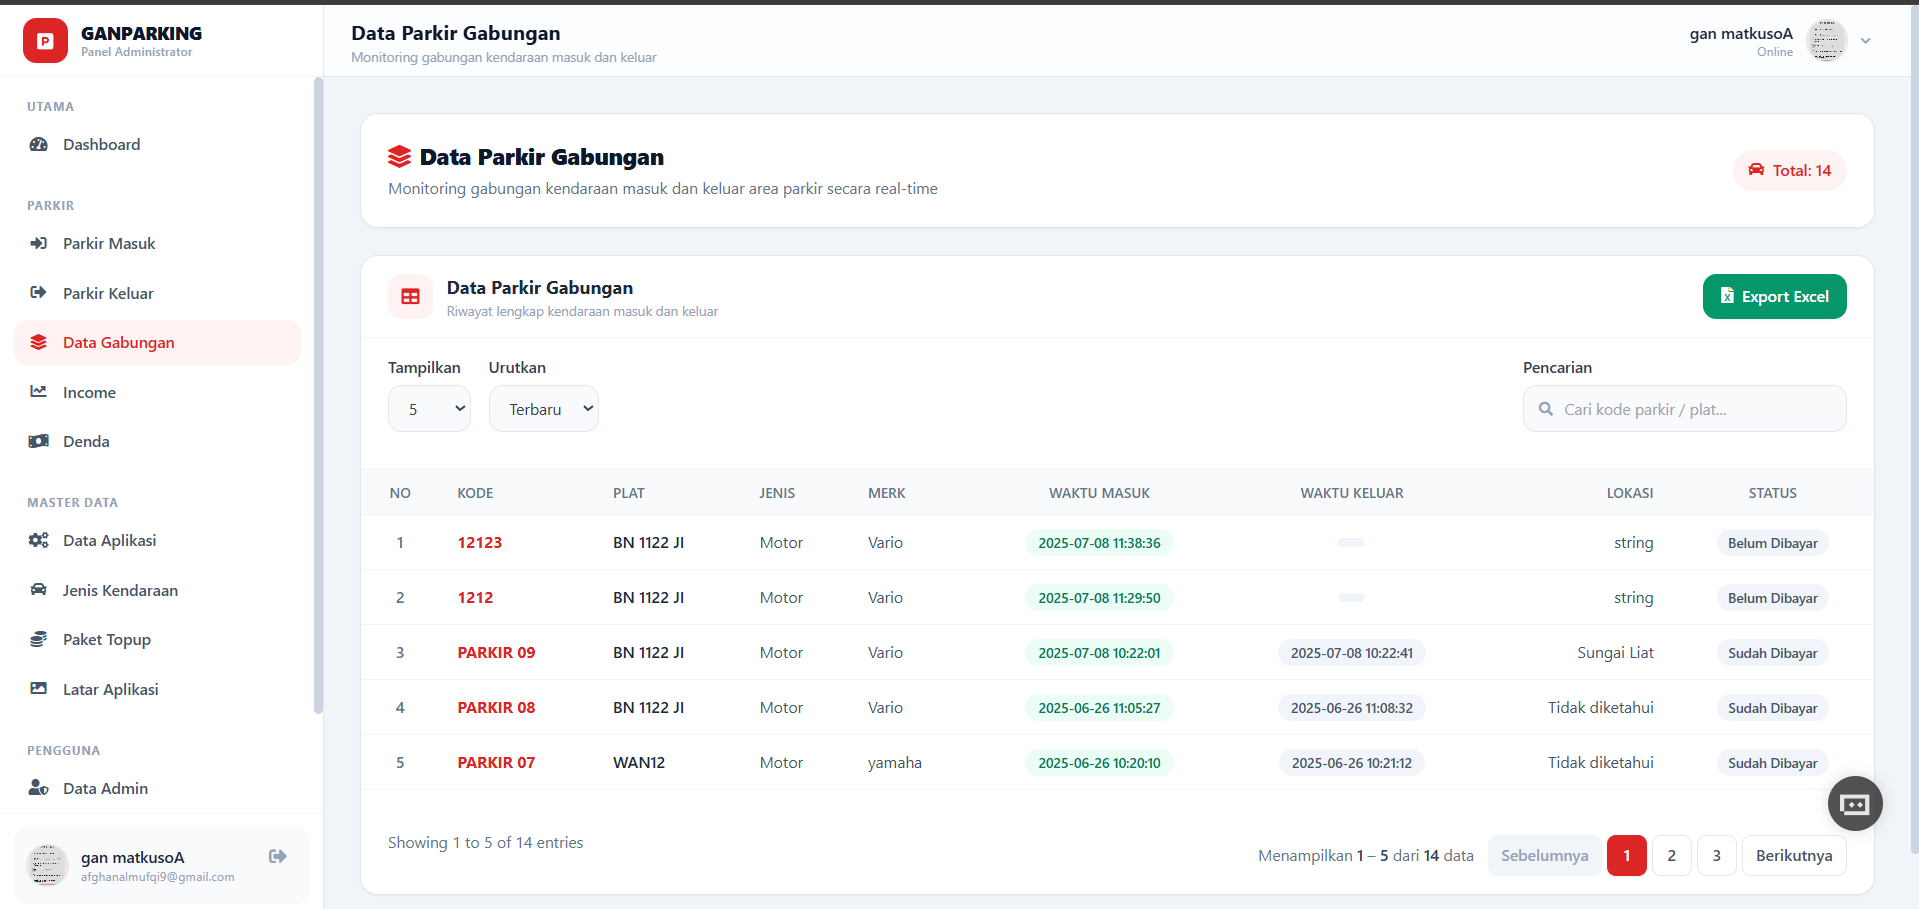 GANPARKING
Panel Administrator
UTAMA
Dashboard
PARKIR
Parkir Masuk
Parkir Keluar
Data Gabungan
Income
Denda
MASTER DATA
Data Aplikasi
Jenis Kendaraan
Paket Topup
Latar Aplikasi
PENGGUNA
Data Admin
gan matkusoA
afghanalmufqi9@gmail.com
Data Parkir Gabungan
Monitoring gabungan kendaraan masuk dan keluar
gan matkusoA
Online
Data Parkir Gabungan
Monitoring gabungan kendaraan masuk dan keluar area parkir secara real-time
Total: 14
Data Parkir Gabungan
Riwayat lengkap kendaraan masuk dan keluar
Export Excel
Tampilkan Urutkan Pencarian
5 Terbaru Cari kode parkir / plat...
NO KODE PLAT JENIS MERK WAKTU MASUK WAKTU KELUAR LOKASI STATUS
1 12123 BN 1122 JI Motor Vario 2025-07-08 11:38:36 string Belum Dibayar
2 1212 BN 1122 JI Motor Vario 2025-07-08 11:29:50 string Belum Dibayar
3 PARKIR 09 BN 1122 JI Motor Vario 2025-07-08 10:22:01 2025-07-08 10:22:41 Sungai Liat Sudah Dibayar
4 PARKIR 08 BN 1122 JI Motor Vario 2025-06-26 11:05:27 2025-06-26 11:08:32 Tidak diketahui Sudah Dibayar
5 PARKIR 07 WAN12 Motor yamaha 2025-06-26 10:20:10 2025-06-26 10:21:12 Tidak diketahui Sudah Dibayar
Showing 1 to 5 of 14 entries
Menampilkan 1 – 5 dari 14 data Sebelumnya 1 2 3 Berikutnya